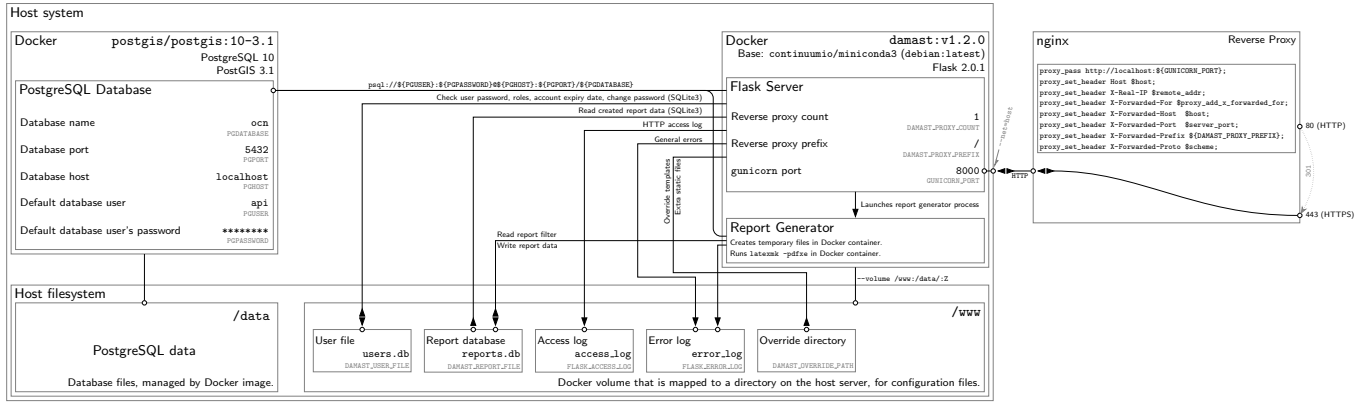 Host system
Docker postgis/postgis:10-3.1
PostgreSQL 10
PostGIS 3.1
PostgreSQL Database
Database name ocn
PGDATABASE
Database port 5432
PGPORT
Database host localhost
PGHOST
Default database user api
PGUSER
Default database user's password ********
PGPASSWORD
psql://${PGUSER}:${PGPASSWORD}@${PGHOST}:${PGPORT}/${PGDATABASE}
Check user password, roles, account expiry date, change password (SQLite3)
Read created report data (SQLite3)
HTTP access log
General errors
Override templates
Extra static files
Read report filter
Write report data
Docker damast:v1.2.0
Base: continuumio/miniconda3 (debian:latest)
Flask 2.0.1
Flask Server
Reverse proxy count 1
DAMAST_PROXY_COUNT
Reverse proxy prefix /
DAMAST_PROXY_PREFIX
gunicorn port 8000
GUNICORN_PORT
Launches report generator process
Report Generator
Creates temporary files in Docker container.
Runs latexmk -pdfxe in Docker container.
--volume /www:/data/:Z
--net=host
HTTP
nginx Reverse Proxy
proxy_pass http://localhost:${GUNICORN_PORT};
proxy_set_header Host $host;
proxy_set_header X-Real-IP $remote_addr;
proxy_set_header X-Forwarded-For $proxy_add_x_forwarded_for;
proxy_set_header X-Forwarded-Host $host;
proxy_set_header X-Forwarded-Port $server_port;
proxy_set_header X-Forwarded-Prefix ${DAMAST_PROXY_PREFIX};
proxy_set_header X-Forwarded-Proto $scheme;
80 (HTTP)
301
443 (HTTPS)
Host filesystem
/data
PostgreSQL data
Database files, managed by Docker image.
/www
User file
users.db
DAMAST_USER_FILE
Report database
reports.db
DAMAST_REPORT_FILE
Access log
access_log
FLASK_ACCESS_LOG
Error log
error_log
FLASK_ERROR_LOG
Override directory
DAMAST_OVERRIDE_PATH
Docker volume that is mapped to a directory on the host server, for configuration files.